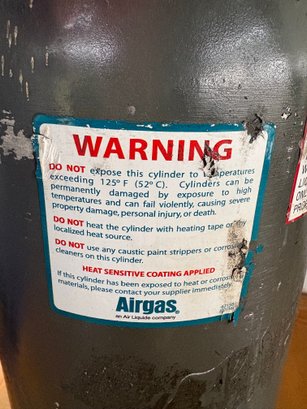 WARNING
DO NOT expose this cylinder to temperatures
exceeding 125° F (52° C). Cylinders can be
permanently damaged by exposure to high
temperatures and can fail violently, causing severe
property damage, personal injury, or death.
DO NOT heat the cylinder with heating tape or any
localized heat source.
DO NOT use any caustic paint strippers or corrosive
cleaners on this cylinder.
HEAT SENSITIVE COATING APPLIED
If this cylinder has been exposed to heat or corrosive
materials, please contact your supplier immediately.
Airgas®
an Air Liquide company